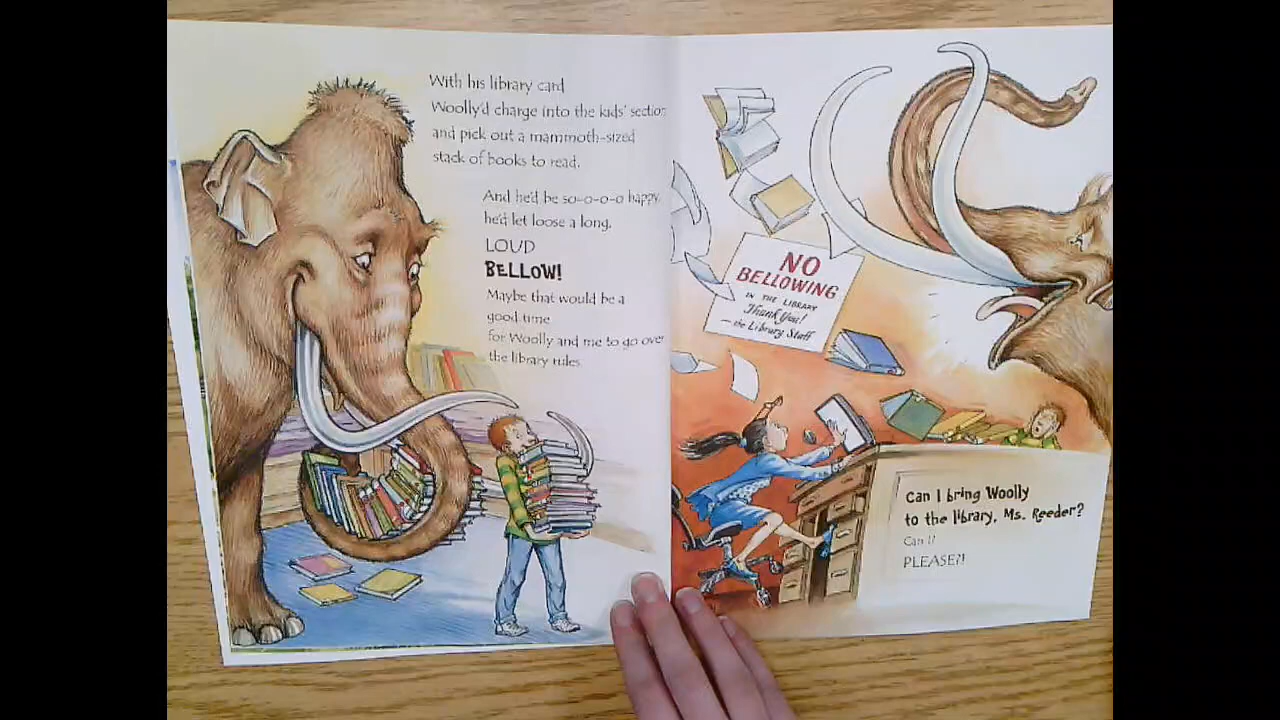 With his library card
Woolly'd charge into the kids' section
and pick out a mammoth-sized
stack of books to read.
And he'd be so-o-o-o happy,
he'd let loose a long,
LOUD
BELLOW!
Maybe that would be a
good time
for Woolly and me to go over
the library rules.
NO
BELLOWING
IN THE LIBRARY
Thank You!
— the Library Staff
Can I bring Woolly
to the library, Ms. Reeder?
Can I?
PLEASE?!